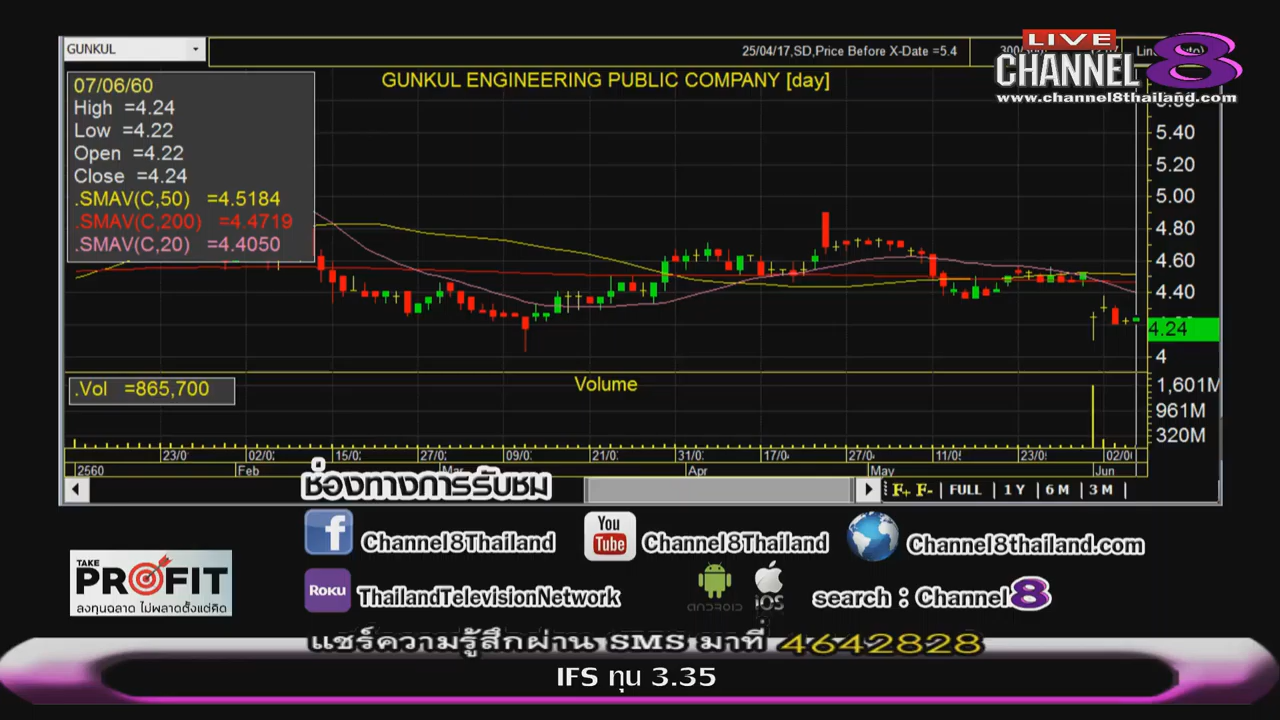 GUNKUL
25/04/17,SD,Price Before X-Date =5.4
LIVE
CHANNEL 8
www.channel8thailand.com
07/06/60
High =4.24
Low =4.22
Open =4.22
Close =4.24
.SMAV(C,50) =4.5184
.SMAV(C,200) =4.4719
.SMAV(C,20) =4.4050
GUNKUL ENGINEERING PUBLIC COMPANY [day]
5.40
5.20
5.00
4.80
4.60
4.40
4.24
4
.Vol =865,700
Volume
1,601M
961M
320M
23/0 02/0 15/0 27/0 09/0 21/0 31/0 17/0 27/0 11/0 23/0 02/0
2560 Feb Mar Apr May Jun
F+ F- FULL 1 Y 6 M 3 M
ช่องทางการรับชม
f Channel8Thailand You Tube Channel8Thailand Channel8thailand.com
ROKU ThailandTelevisionNetwork ดาวรอยด์ iOS search : Channel 8
TAKE PROFIT
ลงทุนฉลาด ไม่พลาดตั้งแต่คิด
แชร์ความรู้สึกผ่าน SMS มาที่ 4642828
IFS ทุน 3.35